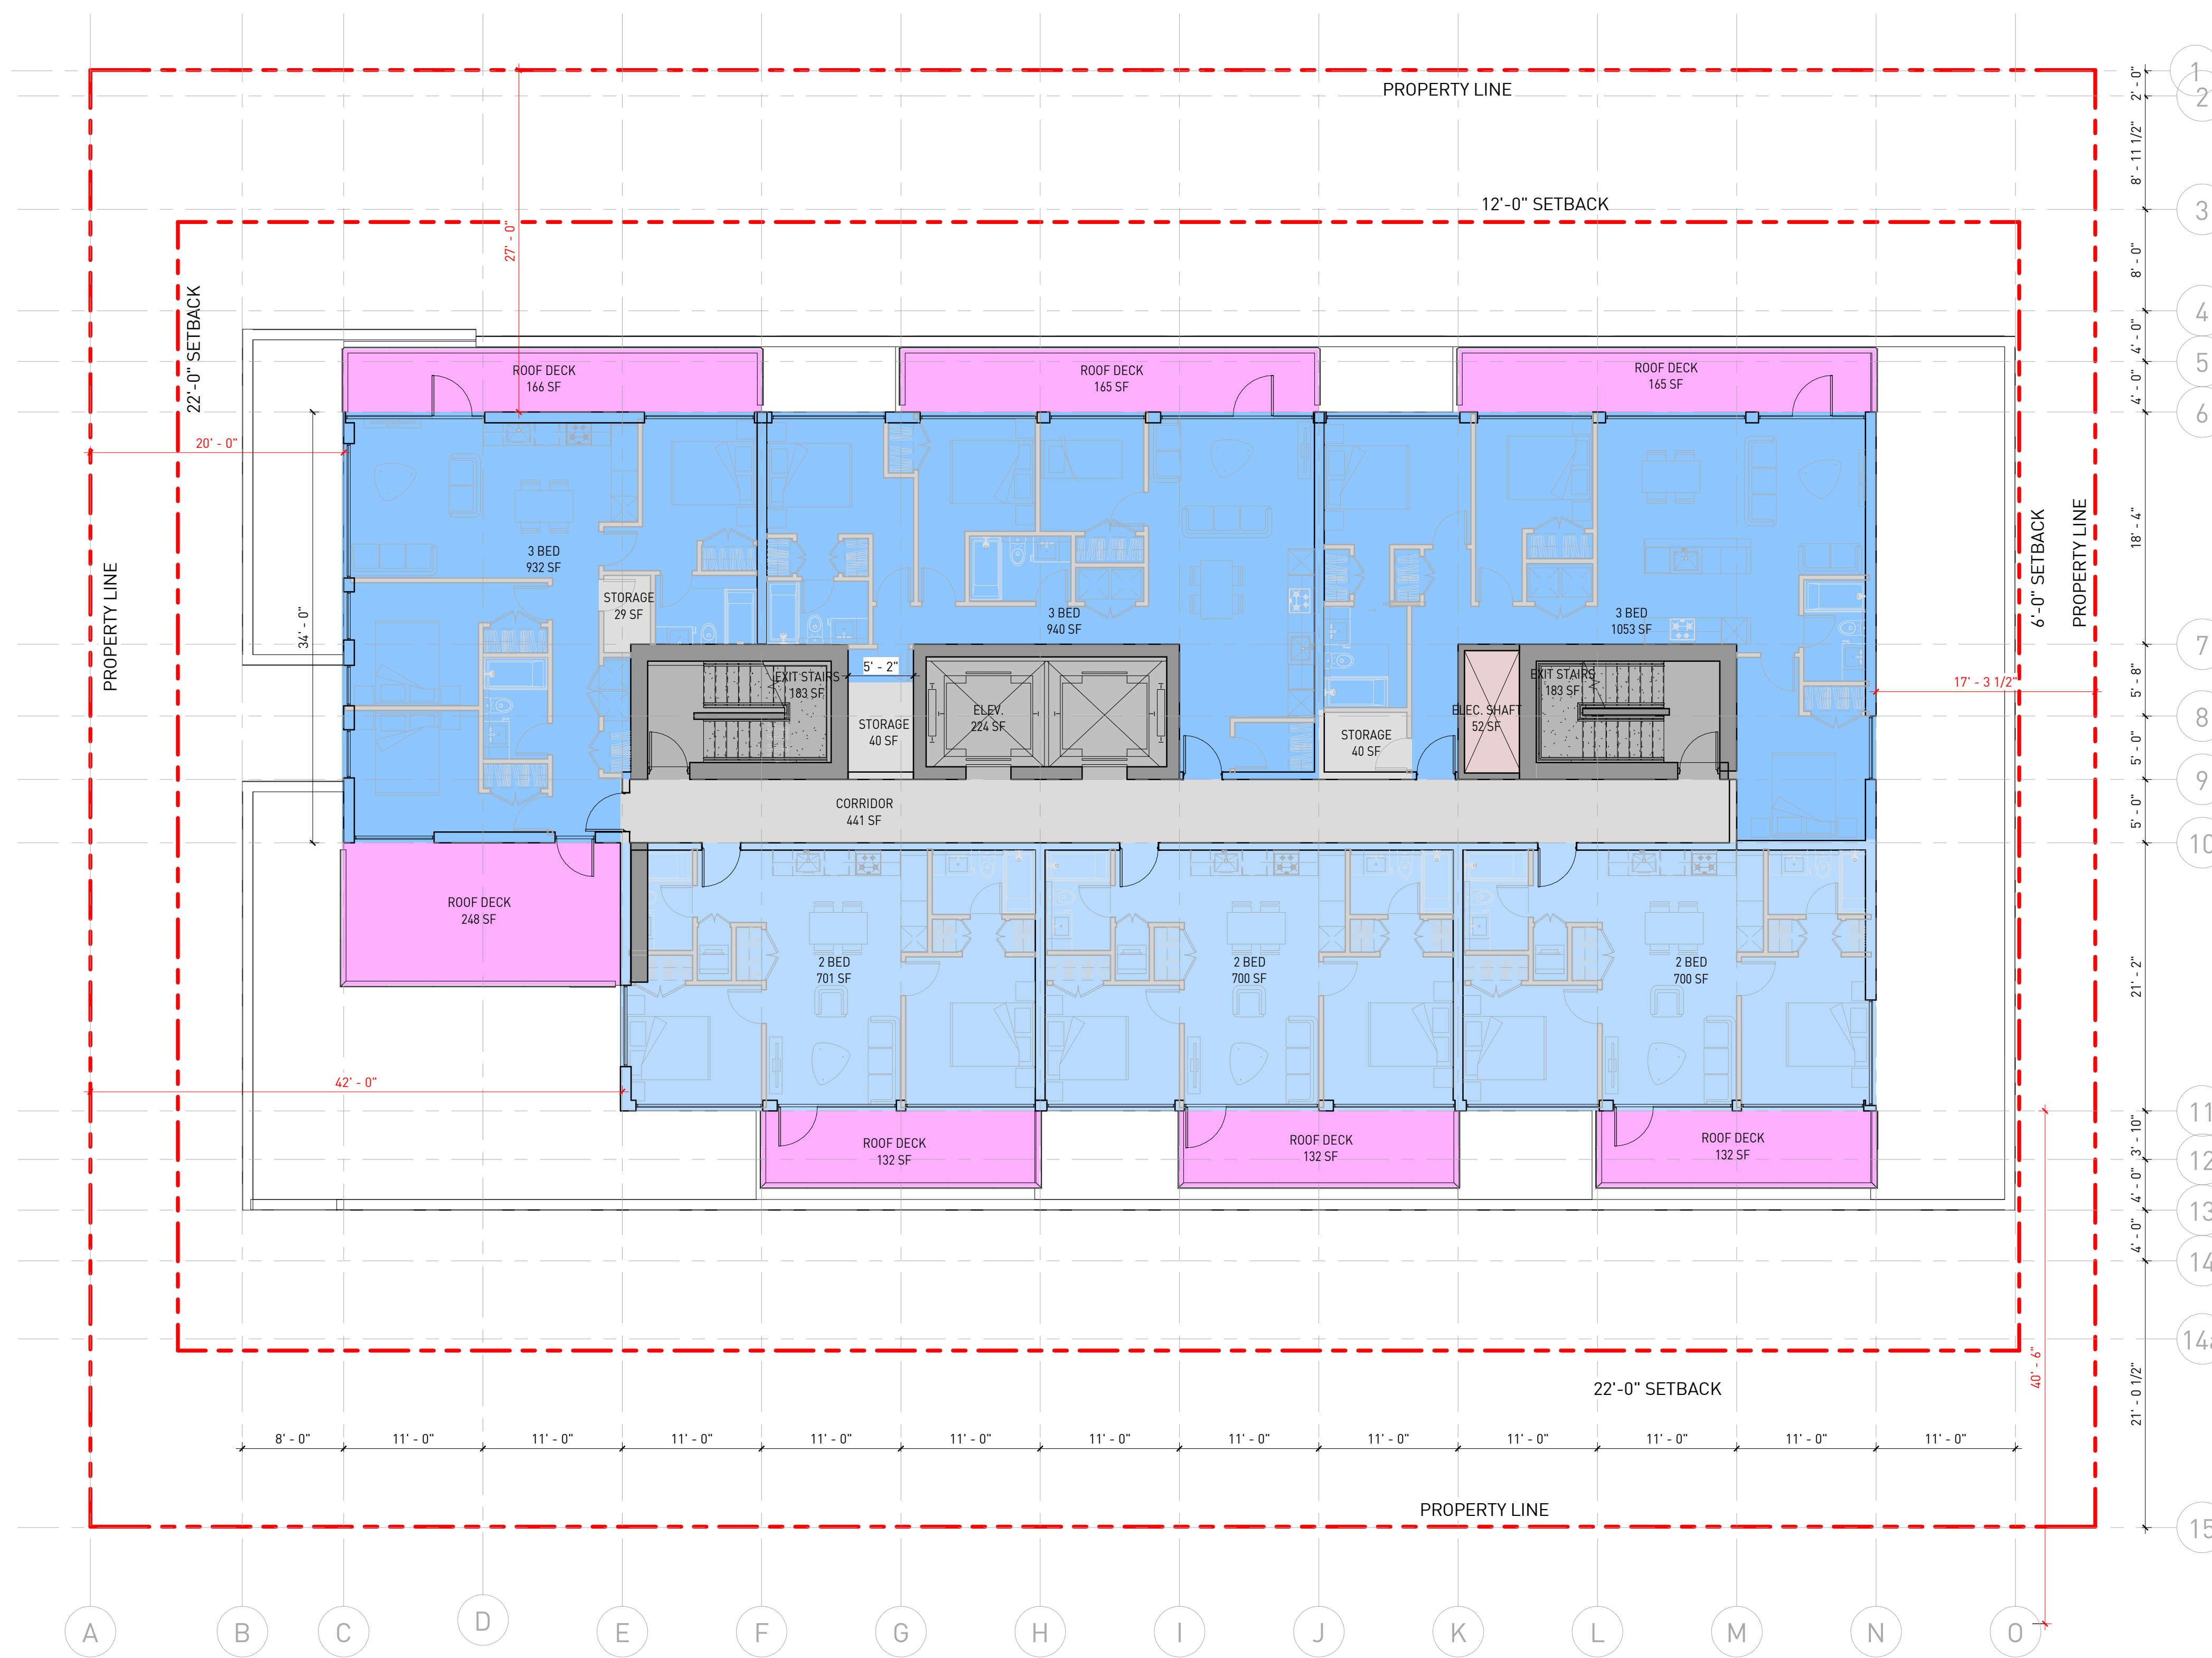 PROPERTY LINE
1
2' - 0"
2
8' - 11 1/2"
12'-0" SETBACK
3
27' - 0"
8' - 0"
22'-0" SETBACK
4
4' - 0"
5
ROOF DECK
166 SF
ROOF DECK
165 SF
ROOF DECK
165 SF
4' - 0"
6
20' - 0"
18' - 4"
6'-0" SETBACK
PROPERTY LINE
PROPERTY LINE
3 BED
932 SF
STORAGE
29 SF
34' - 0"
3 BED
940 SF
3 BED
1053 SF
7
5' - 2"
EXIT STAIRS
183 SF
STORAGE
40 SF
ELEV.
224 SF
STORAGE
40 SF
ELEC. SHAFT
52 SF
EXIT STAIRS
183 SF
17' - 3 1/2"
5' - 8"
8
5' - 0"
9
CORRIDOR
441 SF
5' - 0"
10
ROOF DECK
248 SF
2 BED
701 SF
2 BED
700 SF
2 BED
700 SF
21' - 2"
42' - 0"
11
ROOF DECK
132 SF
ROOF DECK
132 SF
ROOF DECK
132 SF
3' - 10"
12
4' - 0"
13
4' - 0"
14
14a
40' - 6"
22'-0" SETBACK
21' - 0 1/2"
8' - 0"
11' - 0"
11' - 0"
11' - 0"
11' - 0"
11' - 0"
11' - 0"
11' - 0"
11' - 0"
11' - 0"
11' - 0"
11' - 0"
11' - 0"
PROPERTY LINE
15
A
B
C
D
E
F
G
H
I
J
K
L
M
N
O